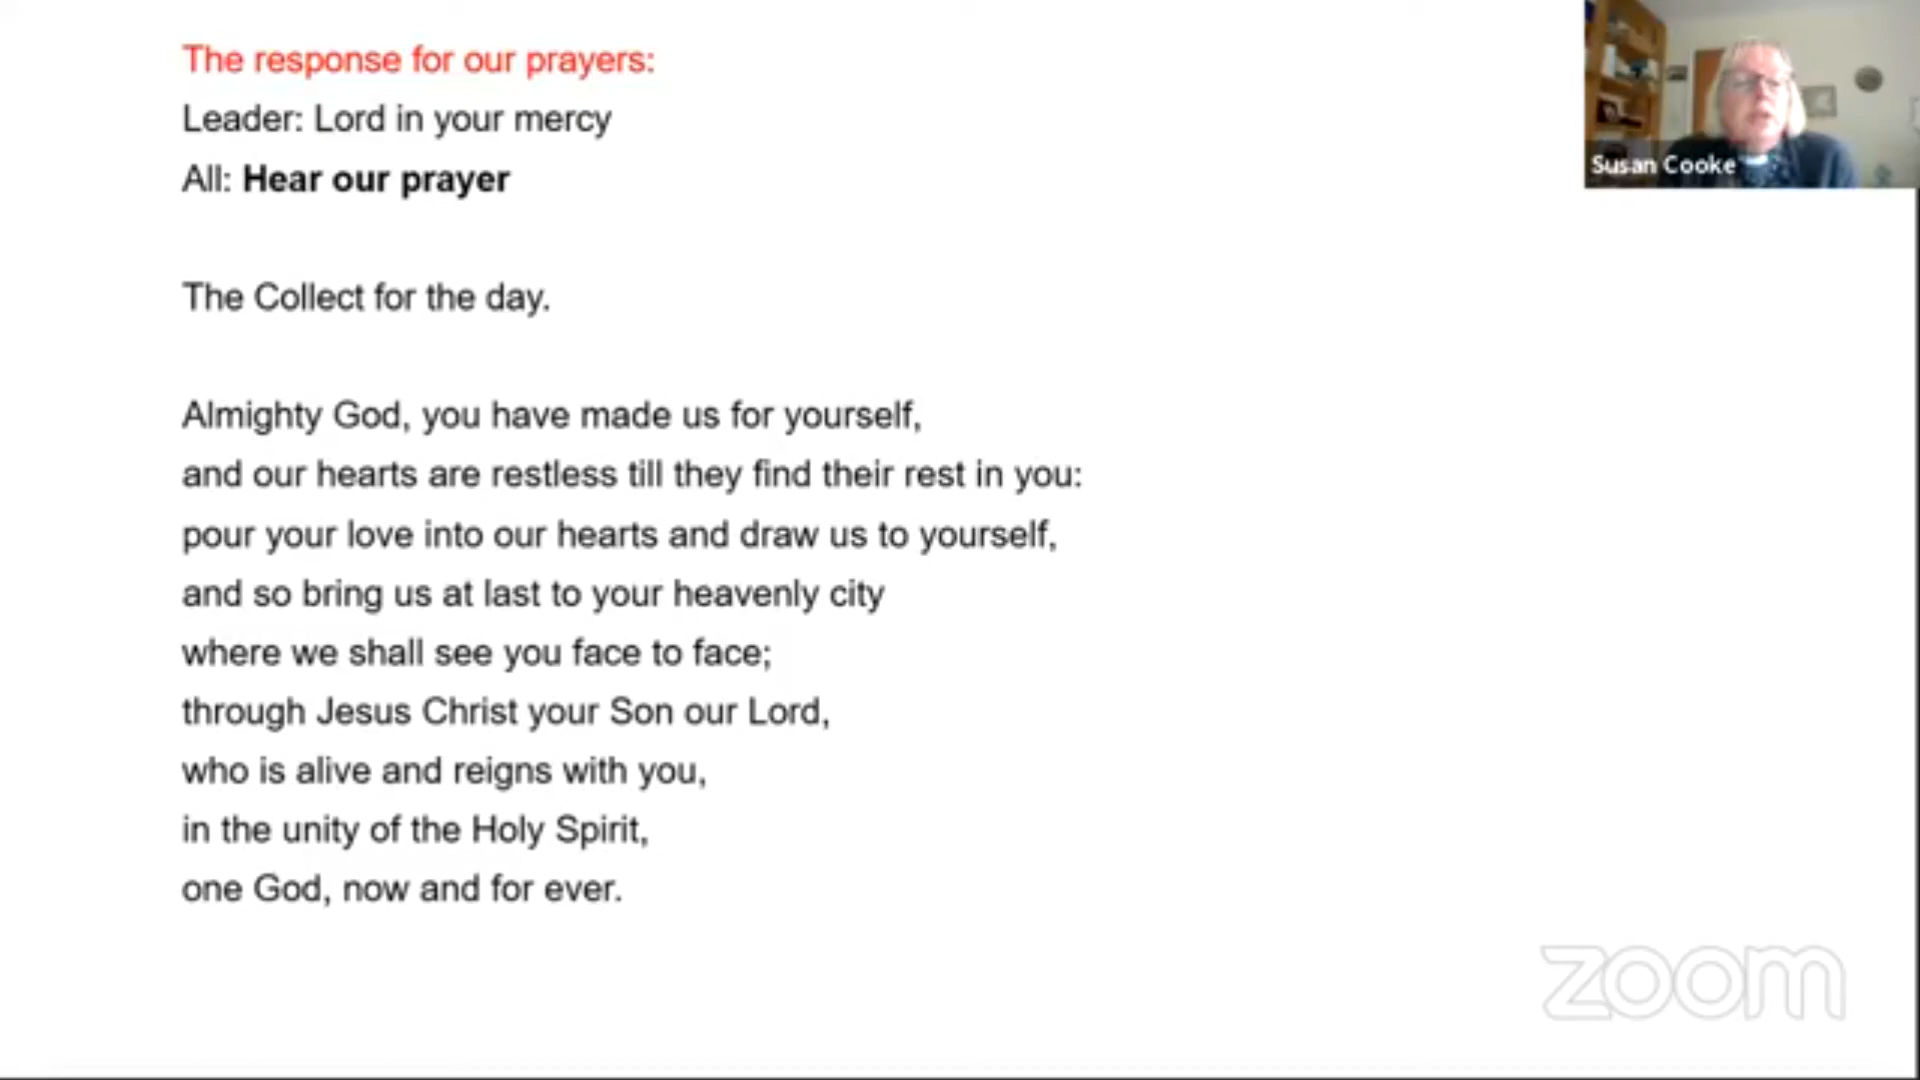 The response for our prayers:
Leader: Lord in your mercy
All: Hear our prayer
The Collect for the day.
Almighty God, you have made us for yourself,
and our hearts are restless till they find their rest in you:
pour your love into our hearts and draw us to yourself,
and so bring us at last to your heavenly city
where we shall see you face to face;
through Jesus Christ your Son our Lord,
who is alive and reigns with you,
in the unity of the Holy Spirit,
one God, now and for ever.
Susan Cooke
zoom